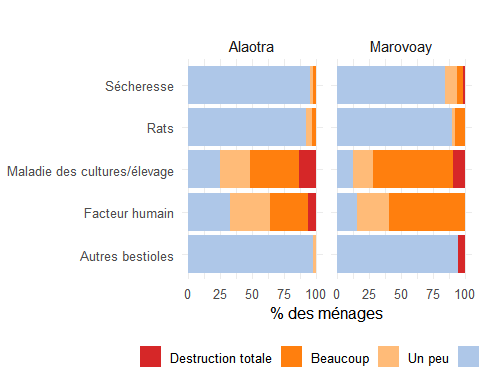 Alaotra Marovoay
Sécheresse
Rats
Maladie des cultures/élevage
Facteur humain
Autres bestioles
0 25 50 75 100 0 25 50 75 100
% des ménages
Destruction totale Beaucoup Un peu